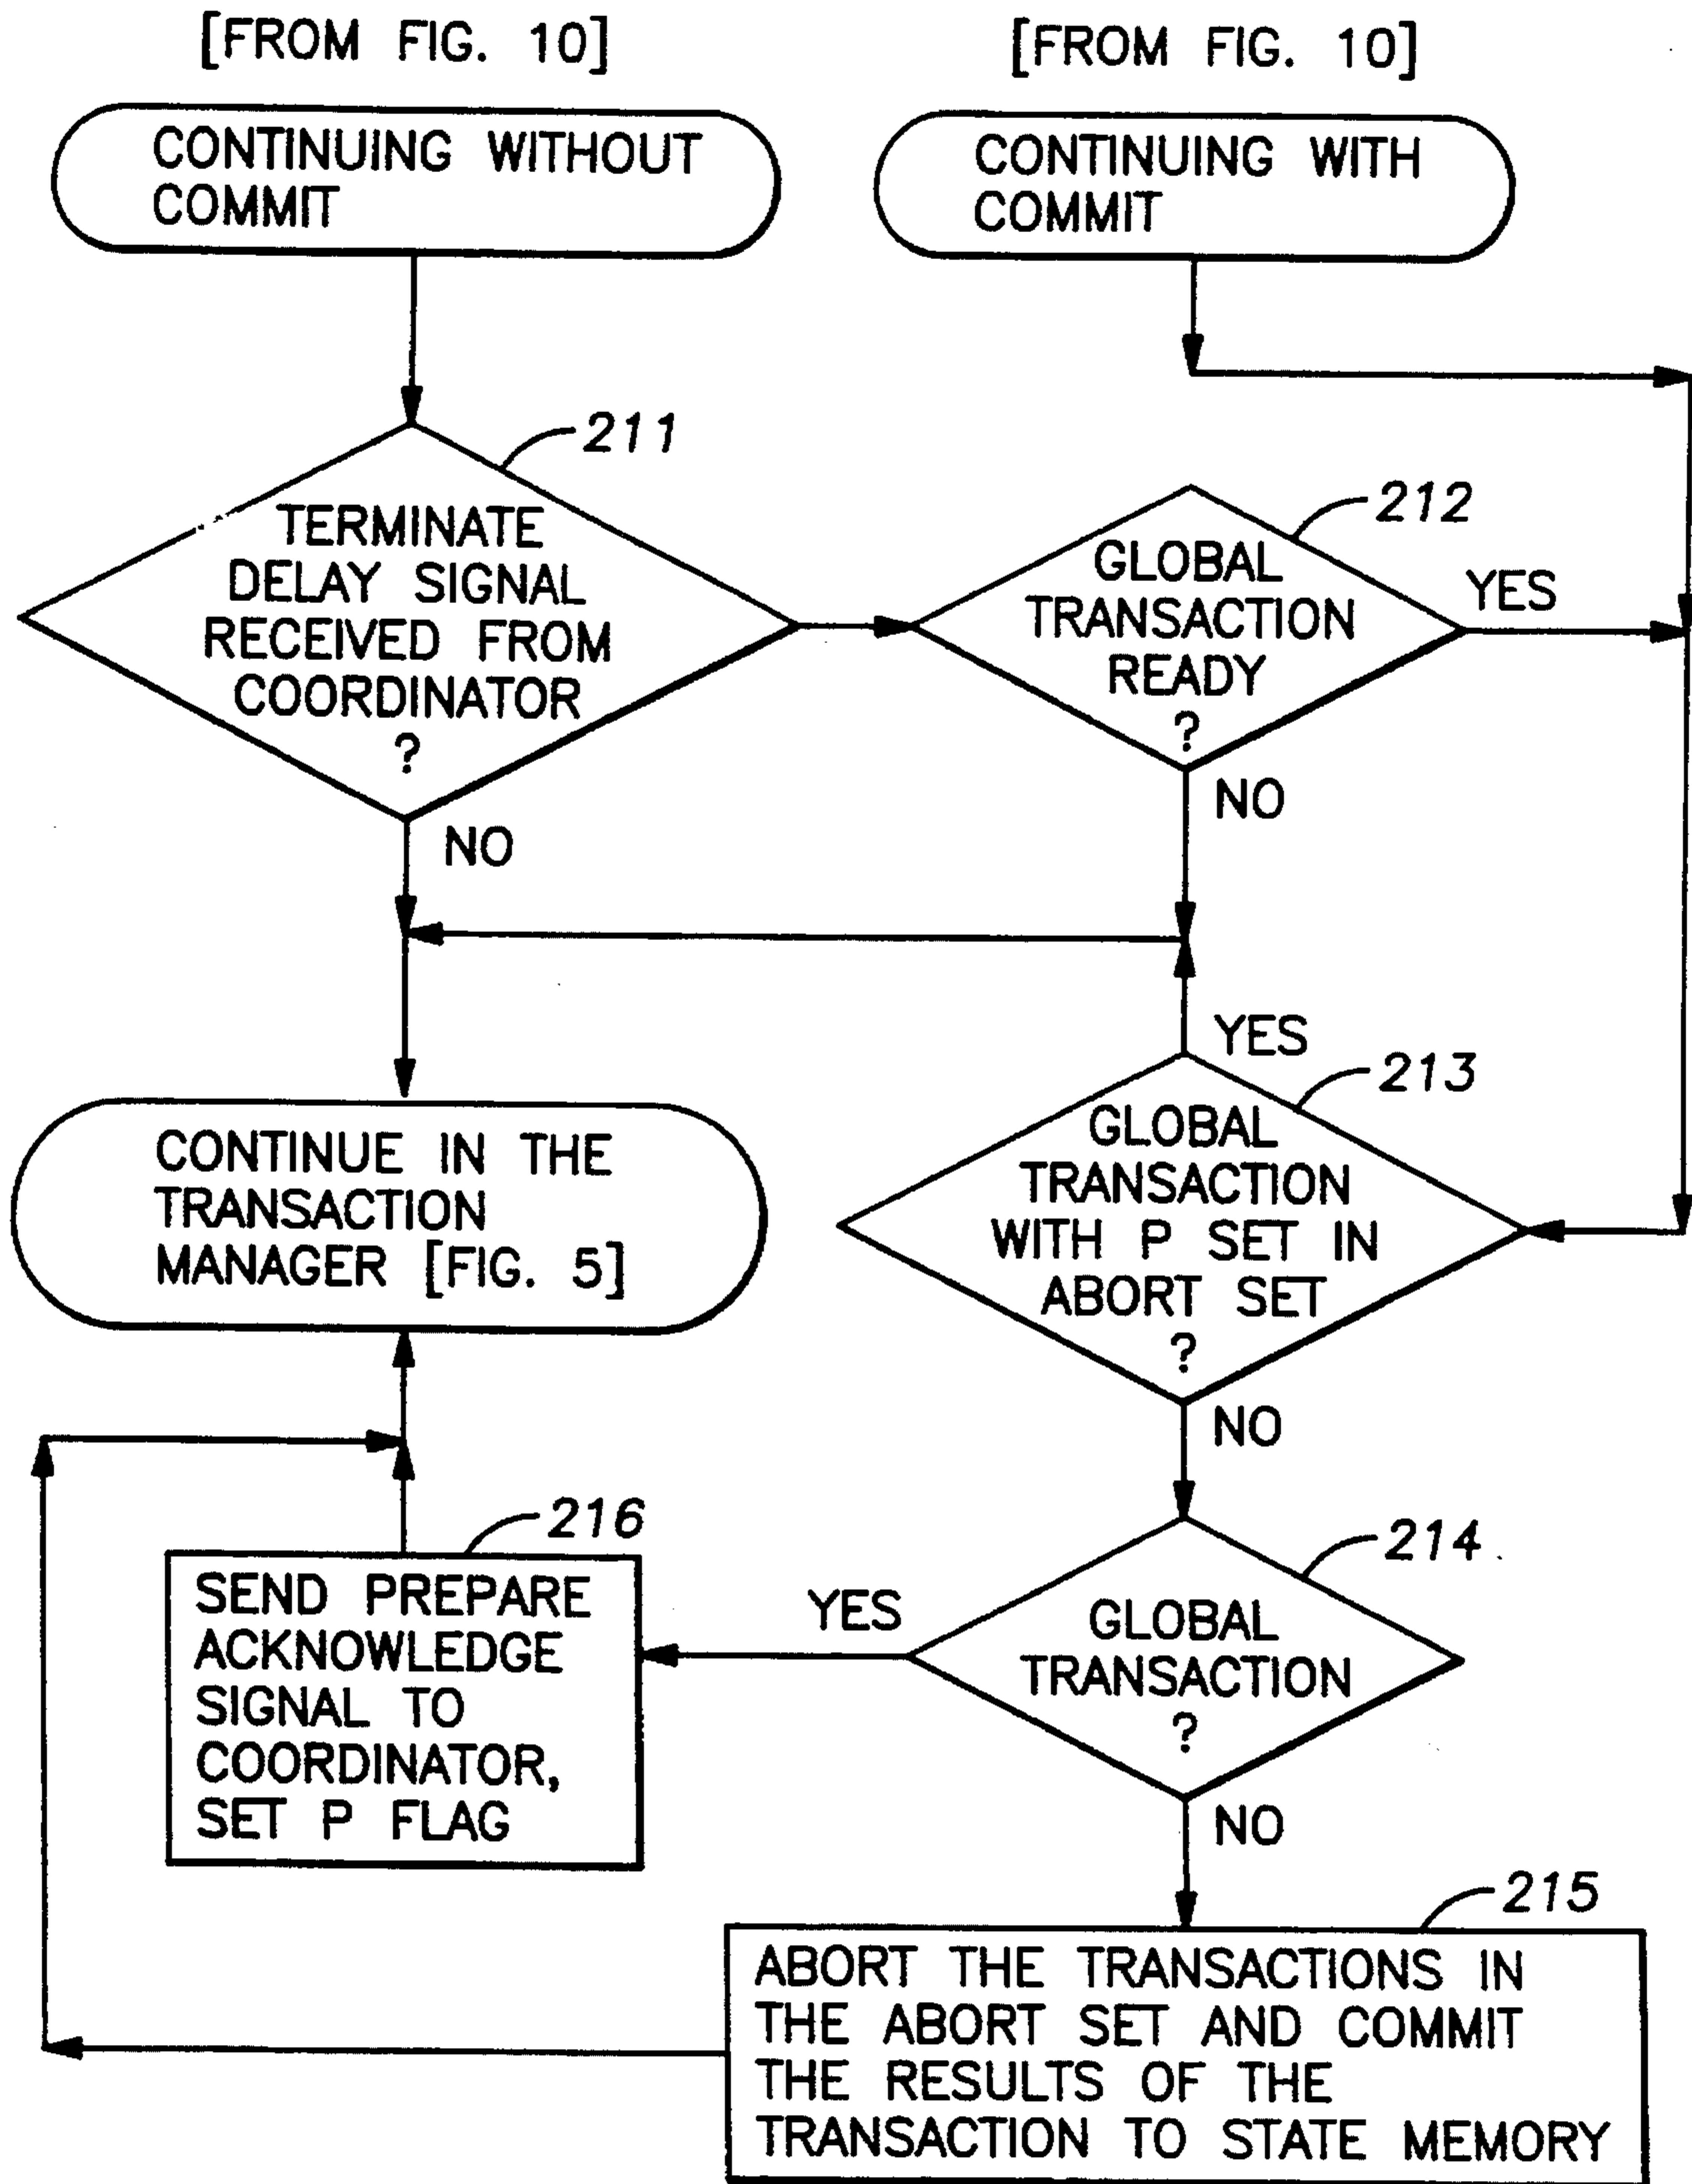 [FROM FIG. 10]
[FROM FIG. 10]
CONTINUING WITHOUT
COMMIT
CONTINUING WITH
COMMIT
211
TERMINATE
DELAY SIGNAL
RECEIVED FROM
COORDINATOR
?
NO
212
GLOBAL
TRANSACTION
READY
?
YES
NO
YES
213
GLOBAL
TRANSACTION
WITH P SET IN
ABORT SET
?
NO
CONTINUE IN THE
TRANSACTION
MANAGER [FIG. 5]
214
GLOBAL
TRANSACTION
?
YES
NO
216
SEND PREPARE
ACKNOWLEDGE
SIGNAL TO
COORDINATOR,
SET P FLAG
215
ABORT THE TRANSACTIONS IN
THE ABORT SET AND COMMIT
THE RESULTS OF THE
TRANSACTION TO STATE MEMORY